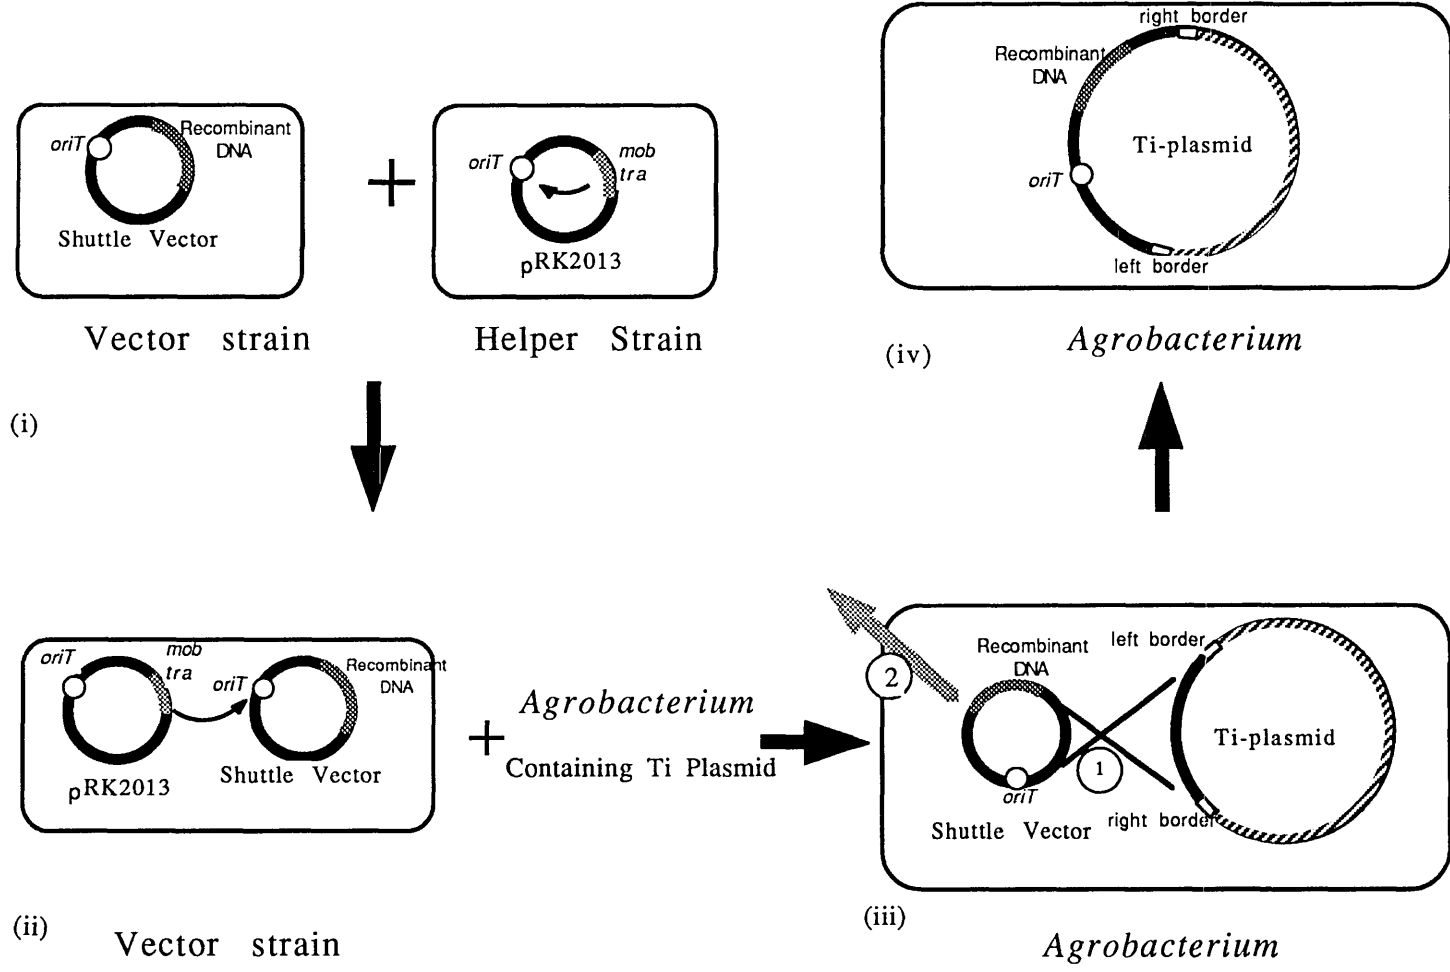 oriT
Recombinant
DNA
Shuttle Vector
Vector strain
+
oriT
mob
tra
pRK2013
Helper Strain
(i)
oriT
mob
tra
pRK2013
oriT
Recombinant
DNA
Shuttle Vector
(ii)
Vector strain
+
Agrobacterium
Containing Ti Plasmid
2
Recombinant
DNA
oriT
Shuttle Vector
1
left border
right border
Ti-plasmid
(iii)
Agrobacterium
right border
Recombinant
DNA
Ti-plasmid
oriT
left border
(iv)
Agrobacterium